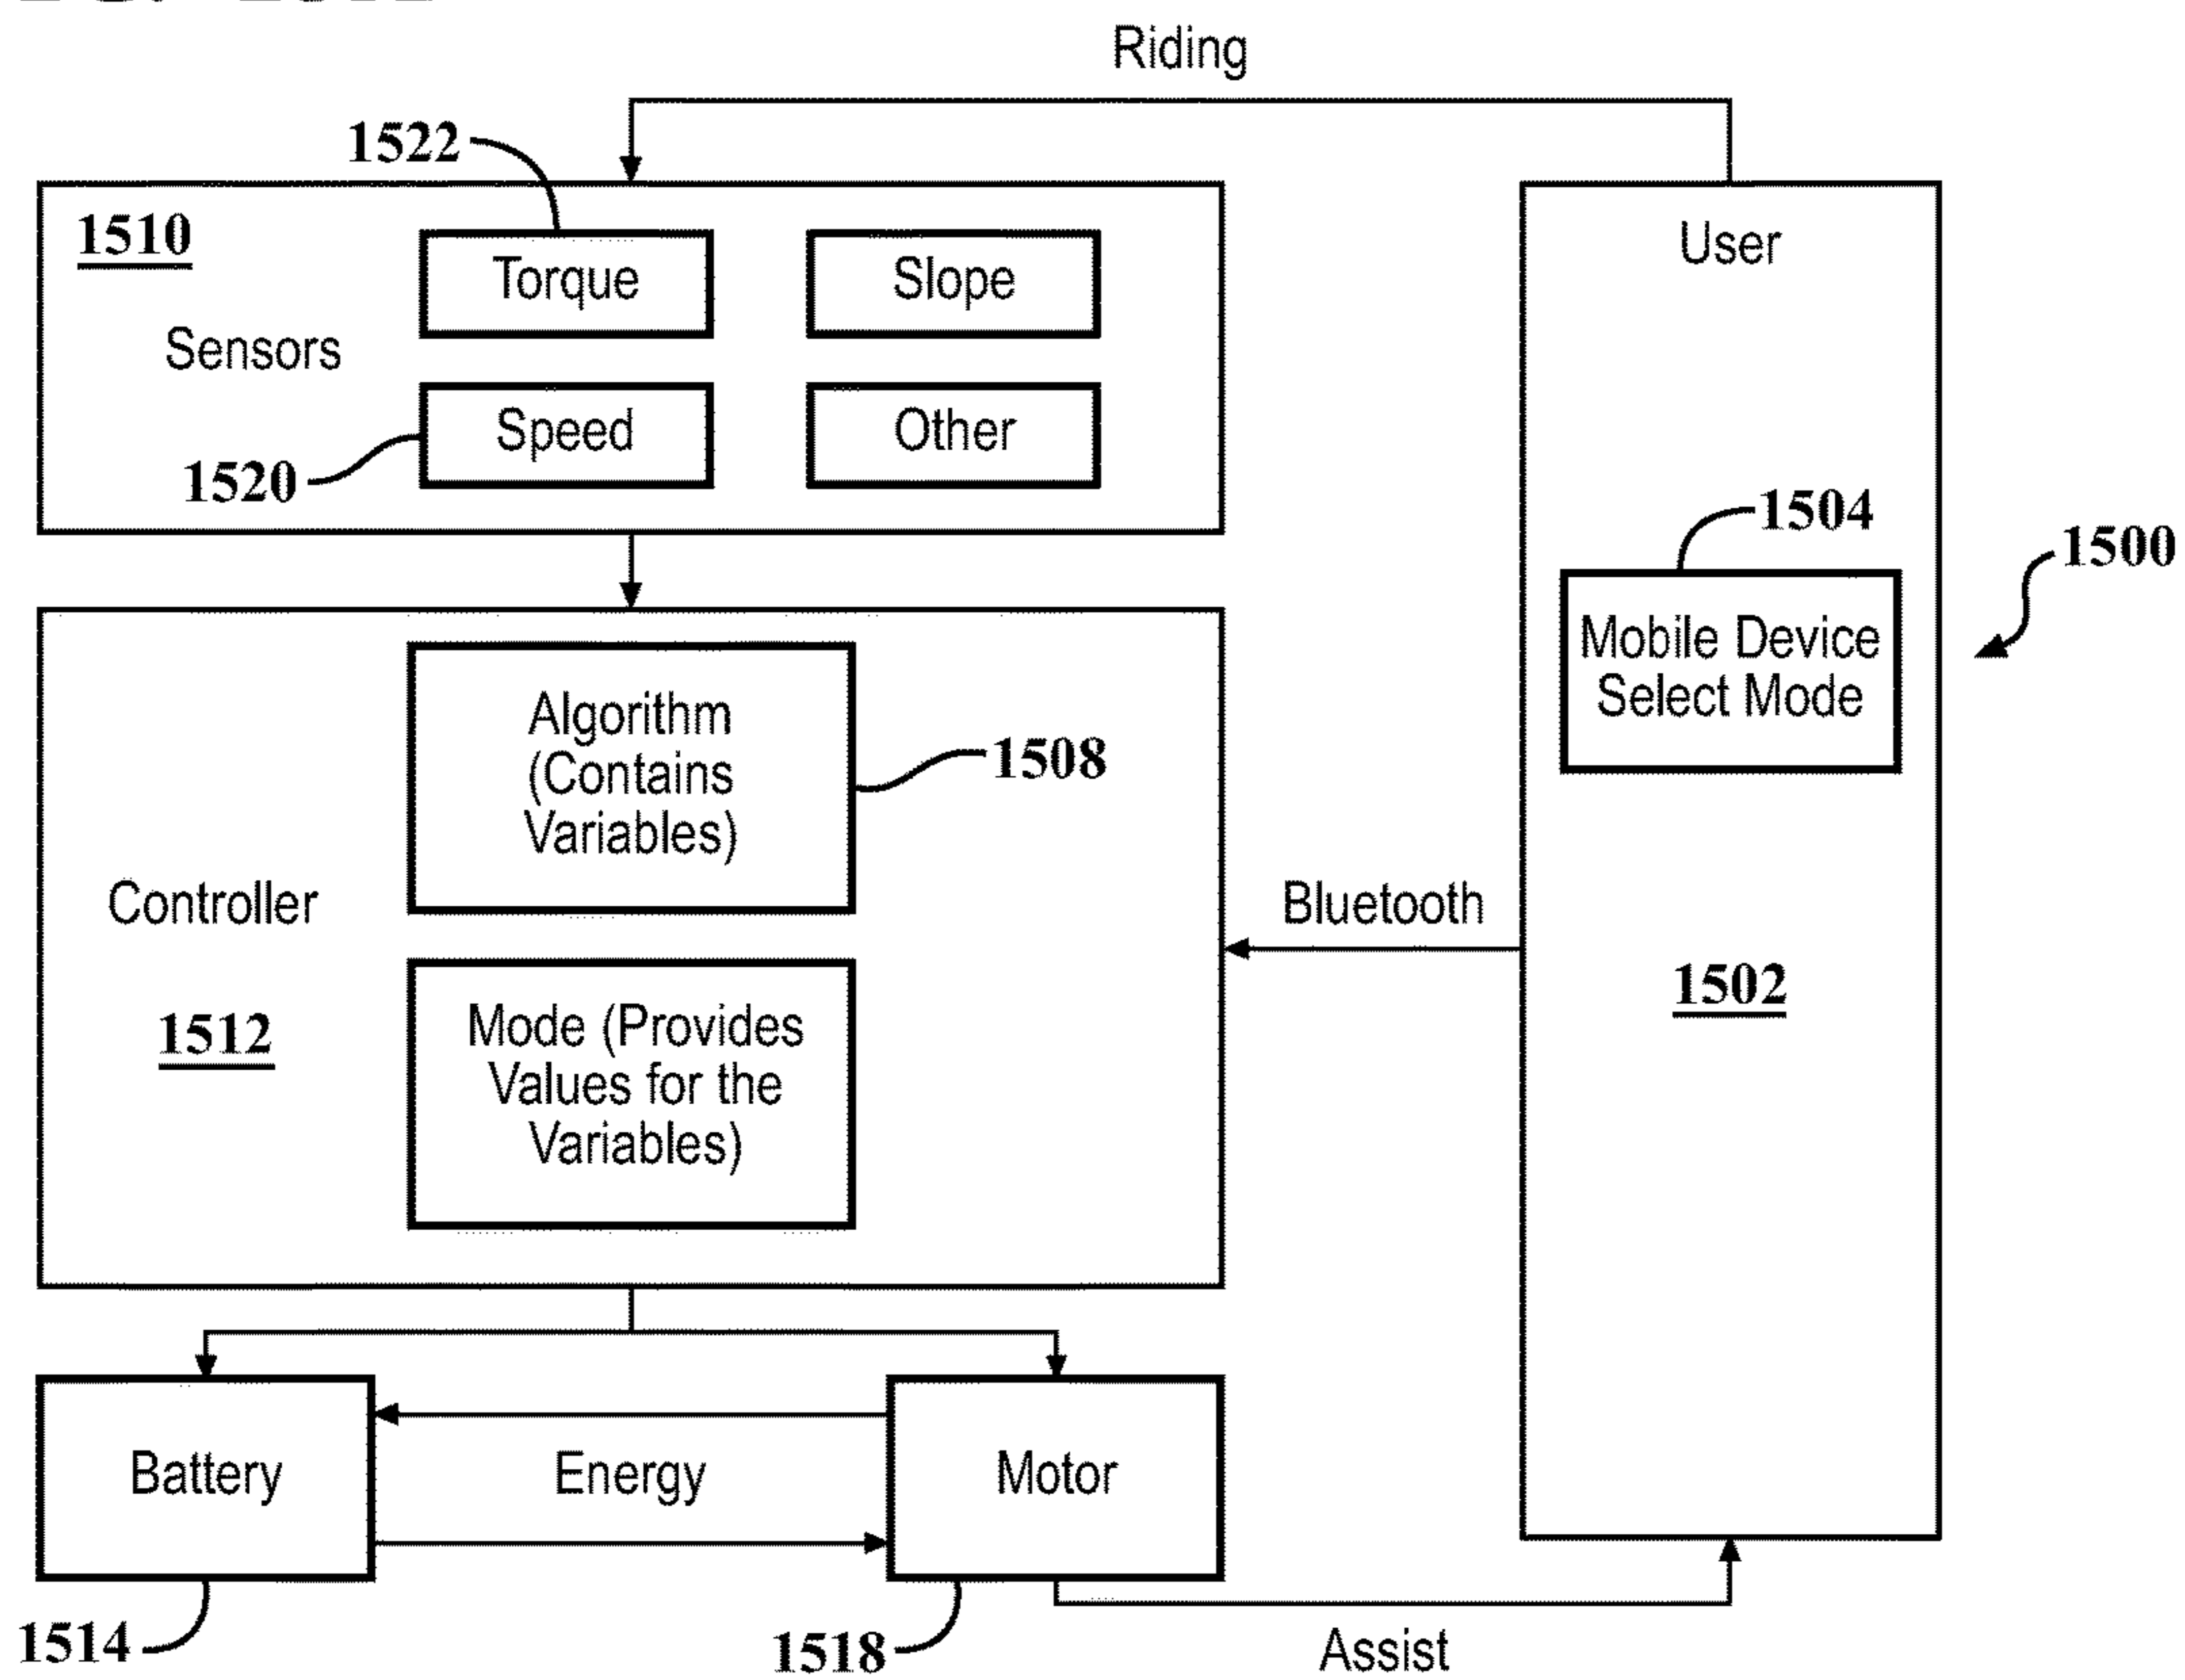 Riding
1522
1510
Torque
Slope
User
Sensors
Speed
Other
1520
1504
1500
Mobile Device
Select Mode
Algorithm
(Contains
Variables)
1508
Controller
Bluetooth
1512
1502
Mode (Provides
Values for the
Variables)
Battery
Energy
Motor
1514
1518
Assist